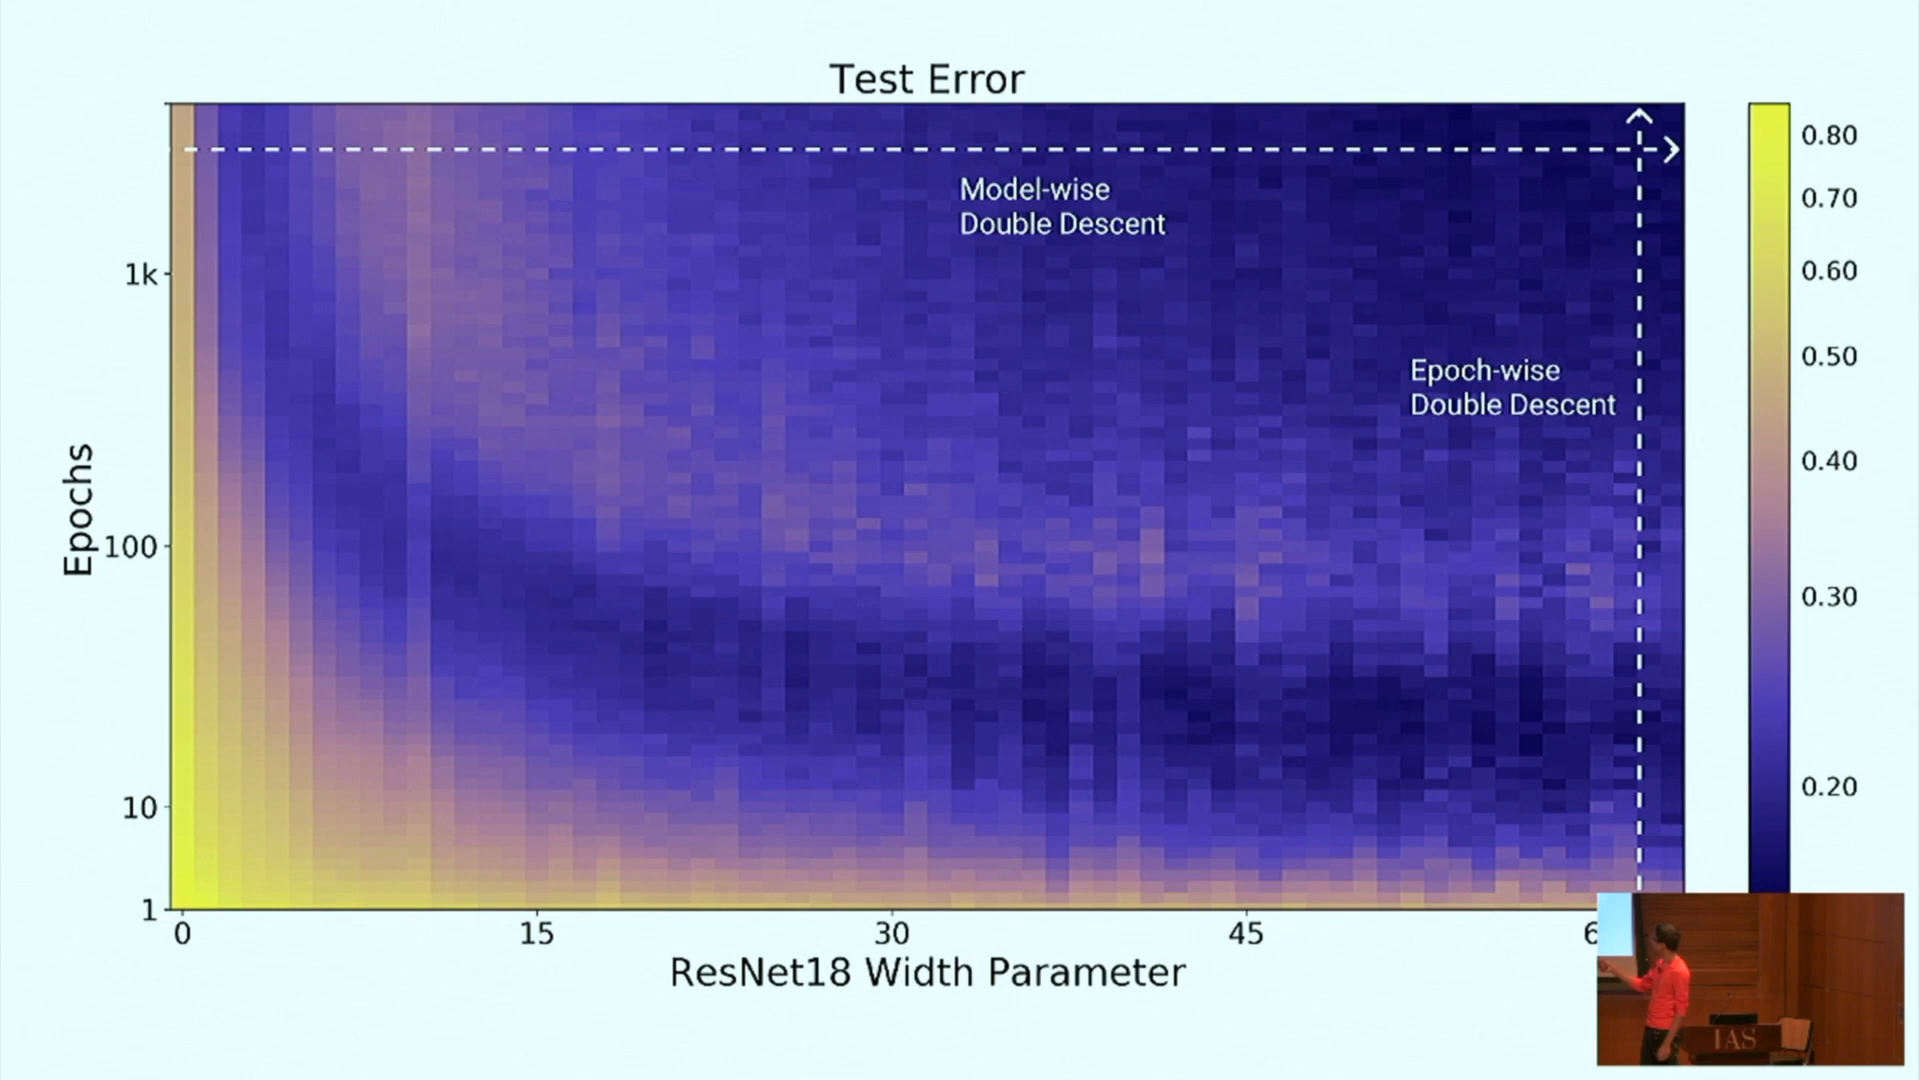 Test Error
Model-wise
Double Descent
Epoch-wise
Double Descent
Epochs
1k
100
10
1
0
15
30
45
ResNet18 Width Parameter
0.80
0.70
0.60
0.50
0.40
0.30
0.20
IAS